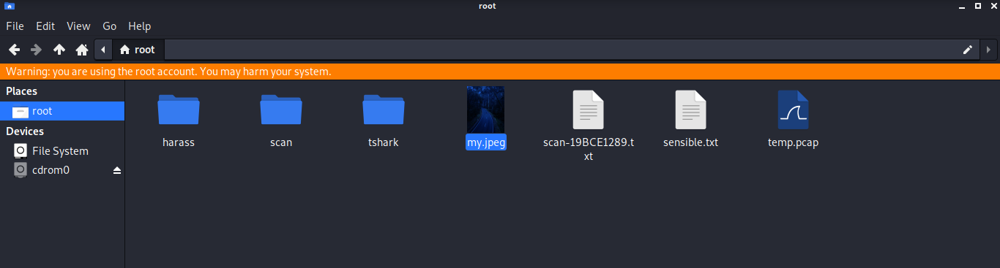 root
File Edit View Go Help
root
Warning: you are using the root account. You may harm your system.
Places
root
Devices
File System
cdrom0
harass
scan
tshark
my.jpeg
scan-19BCE1289.t
xt
sensible.txt
temp.pcap